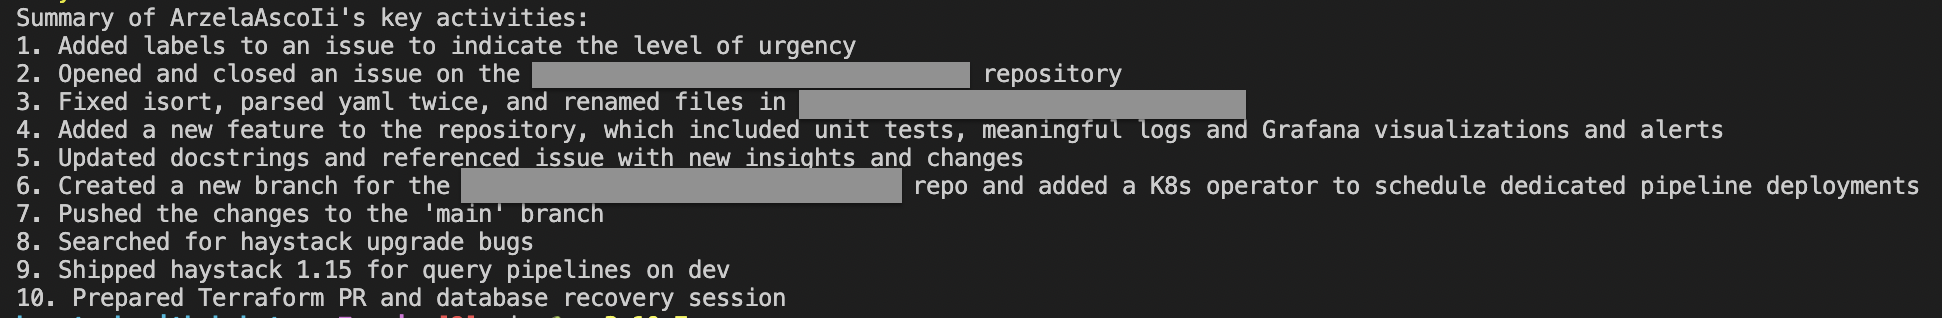 Summary of ArzelaAscoIi's key activities:
1. Added labels to an issue to indicate the level of urgency
2. Opened and closed an issue on the repository
3. Fixed isort, parsed yaml twice, and renamed files in
4. Added a new feature to the repository, which included unit tests, meaningful logs and Grafana visualizations and alerts
5. Updated docstrings and referenced issue with new insights and changes
6. Created a new branch for the repo and added a K8s operator to schedule dedicated pipeline deployments
7. Pushed the changes to the 'main' branch
8. Searched for haystack upgrade bugs
9. Shipped haystack 1.15 for query pipelines on dev
10. Prepared Terraform PR and database recovery session